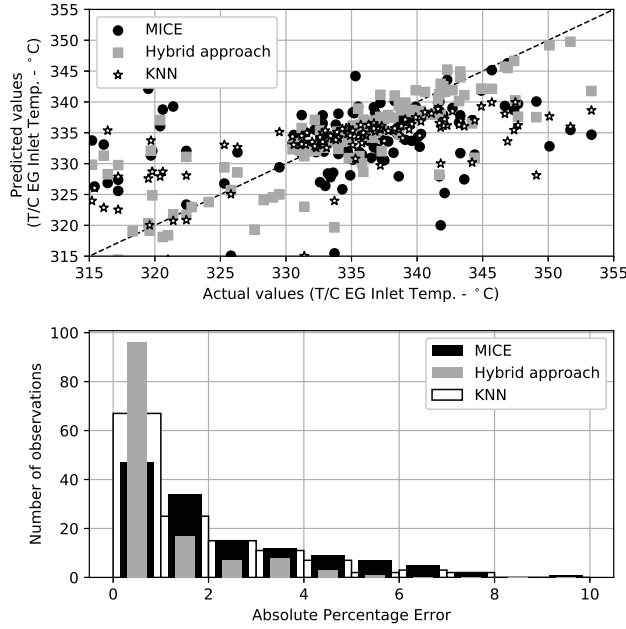 355
350
345
340
335
330
325
320
315
Predicted values
(T/C EG Inlet Temp. - °C)
MICE
Hybrid approach
KNN
315 320 325 330 335 340 345 350 355
Actual values (T/C EG Inlet Temp. - °C)
100
80
60
40
20
0
Number of observations
MICE
Hybrid approach
KNN
0 2 4 6 8 10
Absolute Percentage Error